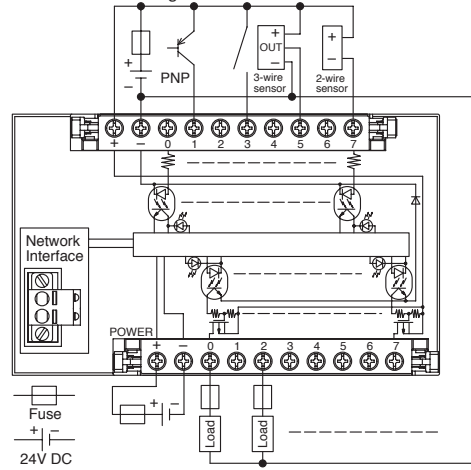 +
OUT
−
+
−
+
−
PNP
3-wire
sensor
2-wire
sensor
+ − 0 1 2 3 4 5 6 7
Network
Interface
POWER
+ − 0 1 2 3 4 5 6 7
+ −
Fuse
+ −
24V DC
Load
Load